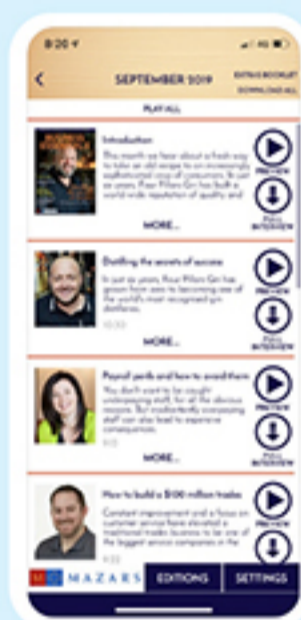 8:20
4G
SEPTEMBER 2019
EXTRAS BOOKLET
DOWNLOAD ALL
PLAY ALL
Introduction
This month we hear about a fresh way
to take an old recipe to an increasingly
sophisticated crop of consumers. In just
six years, Four Pillars Gin has built a
world-wide reputation of quality and
MORE...
PREVIEW
INTERVIEW
Distilling the secrets of success
In just six years, Four Pillars Gin has
grown from zero to becoming one of
the world's most recognised gin
distilleries.
MORE...
PREVIEW
INTERVIEW
Payroll perils and how to avoid them
You don't want to be caught
underpaying staff, for all the obvious
reasons. But inadvertently overpaying
staff can also lead to expensive
consequences.
MORE...
PREVIEW
INTERVIEW
How to build a $100 million tradie
Constant improvement and a focus on
customer service have elevated a
traditional trades business to be one of
the biggest service companies in the
PREVIEW
MAZARS
EDITIONS
SETTINGS